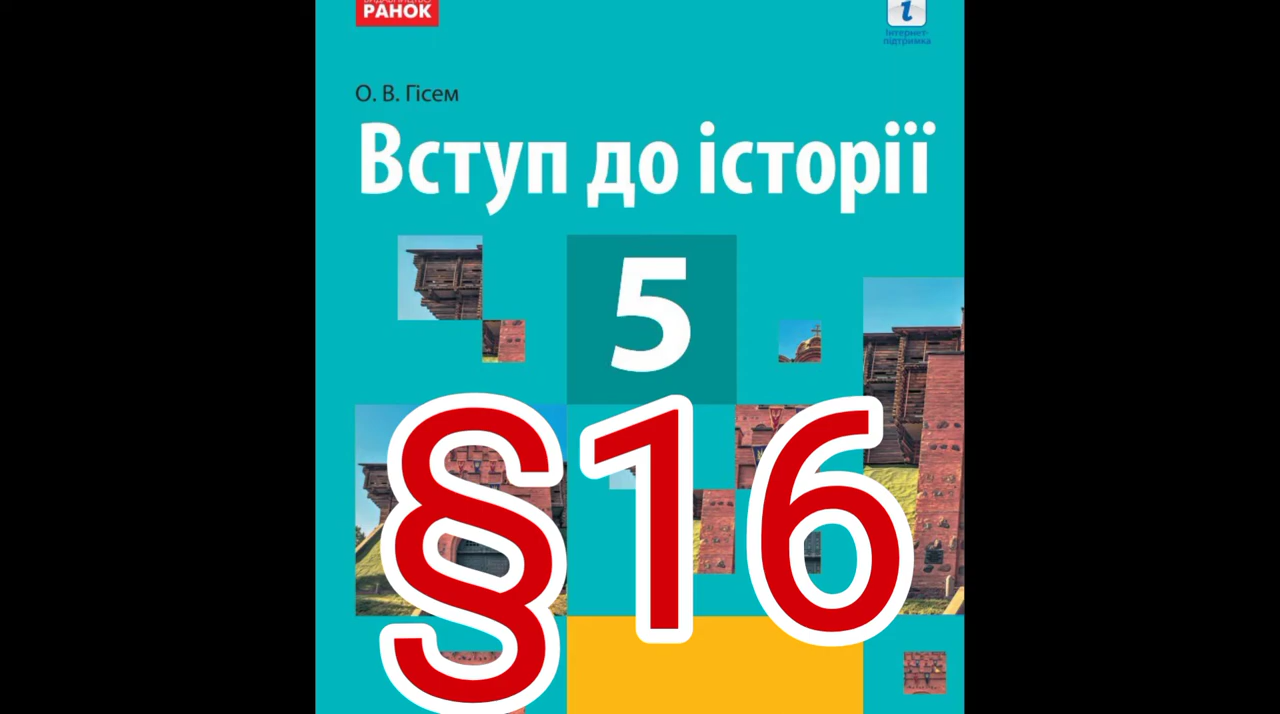 РАНОК
інтернет-
підтримка
О. В. Гісем
Вступ до історії
5
§16